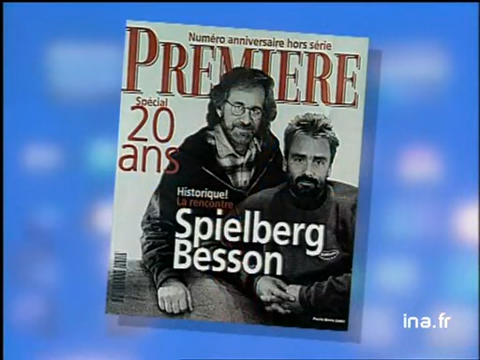 Numéro anniversaire hors série
PREMIERE
Spécial
20
ans
Historique!
La rencontre
Spielberg
Besson
ina.fr